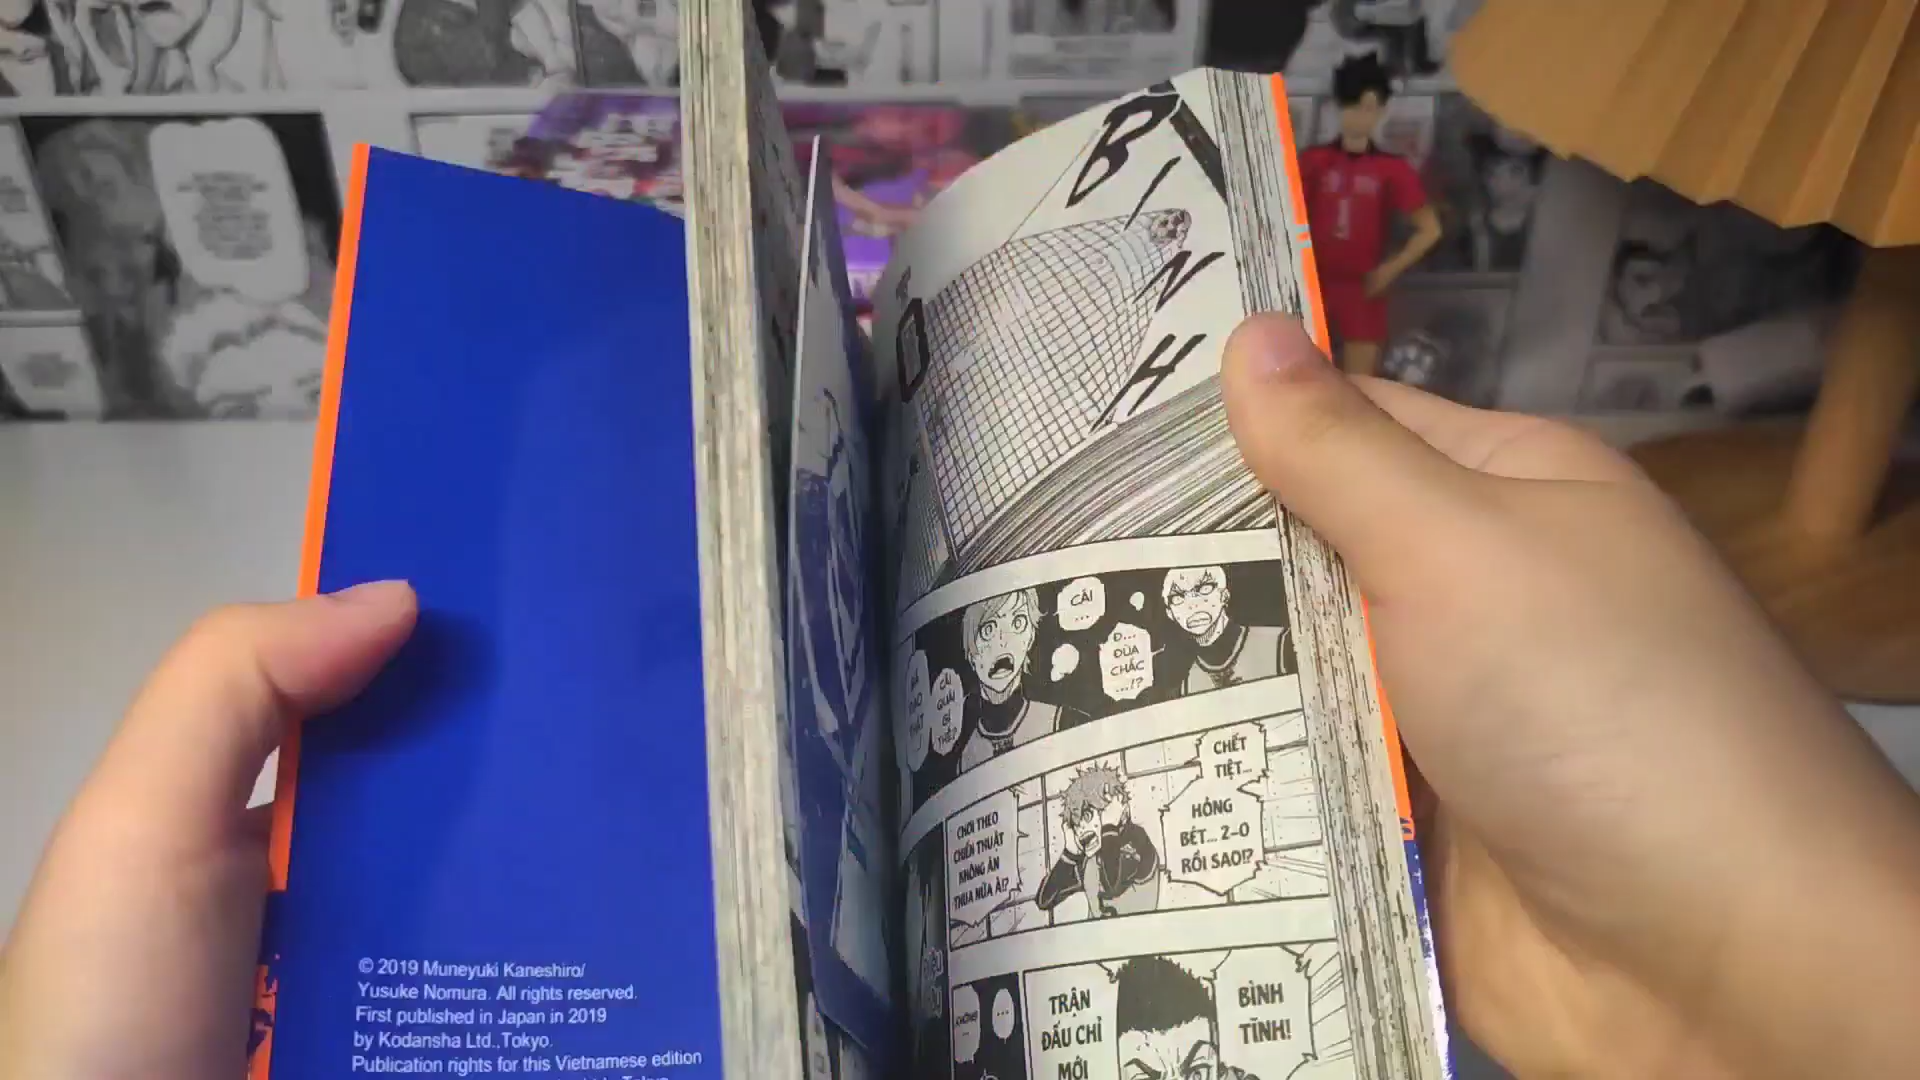 © 2019 Muneyuki Kaneshiro/
Yusuke Nomura. All rights reserved.
First published in Japan in 2019
by Kodansha Ltd.,Tokyo.
Publication rights for this Vietnamese edition
BINH
CÁI
...
Đ...
ĐÙA
CHẮC
...!?
CÁI
QUÁI
GÌ
THẾ?
CHẾT
TIỆT...
HỎNG
BÉT... 2-0
RỒI SAO!?
CHƠI THEO
CHIẾN THUẬT
KHÔNG ĂN
THUA NỮA À!?
BÌNH
TĨNH!
TRẬN
ĐẤU CHỈ
MỚI
...